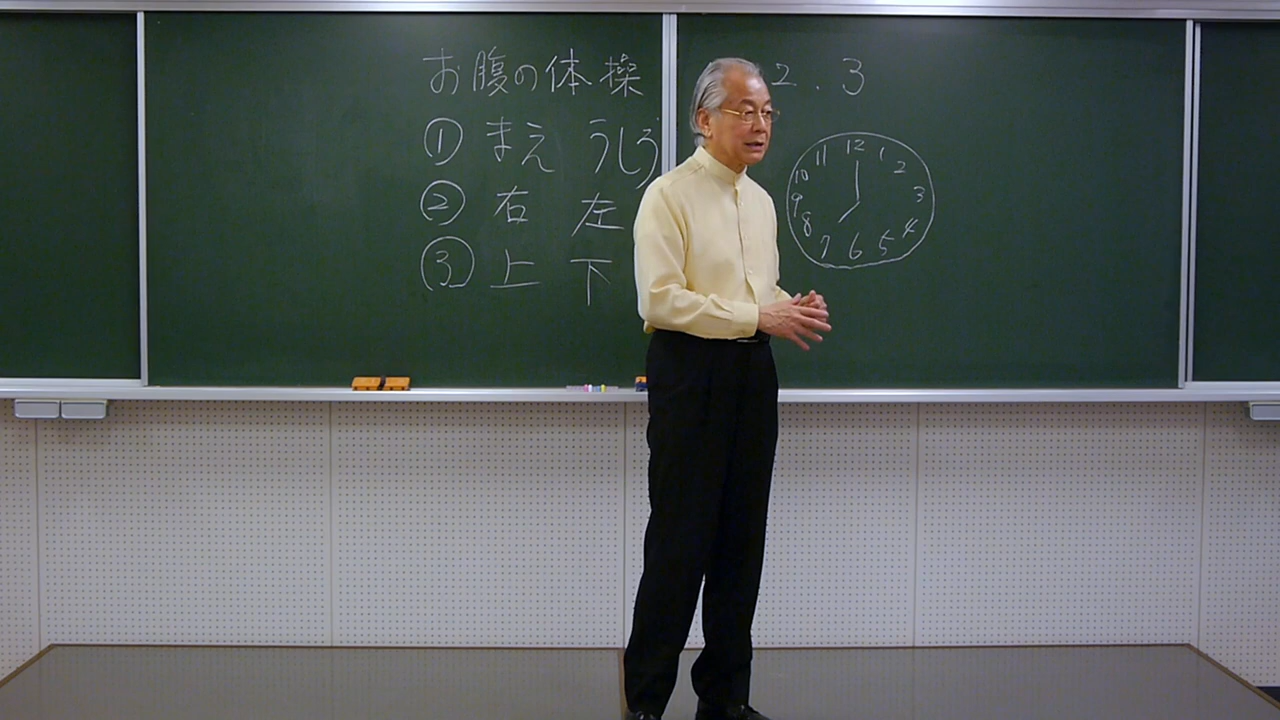 お腹の体操 2.3
① まえ うしろ
② 右 左
③ 上 下
11 12 1
10 2
9 3
8 4
7 6 5